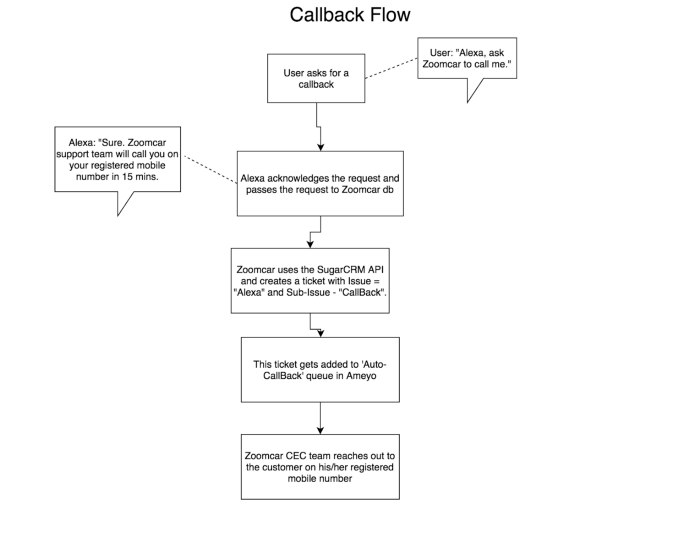 Callback Flow
User: "Alexa, ask
Zoomcar to call me."
User asks for a
callback
Alexa: "Sure. Zoomcar
support team will call you on
your registered mobile
number in 15 mins.
Alexa acknowledges the request and
passes the request to Zoomcar db
Zoomcar uses the SugarCRM API
and creates a ticket with Issue =
"Alexa" and Sub-Issue - "CallBack".
This ticket gets added to 'Auto-
CallBack' queue in Ameyo
Zoomcar CEC team reaches out to
the customer on his/her registered
mobile number